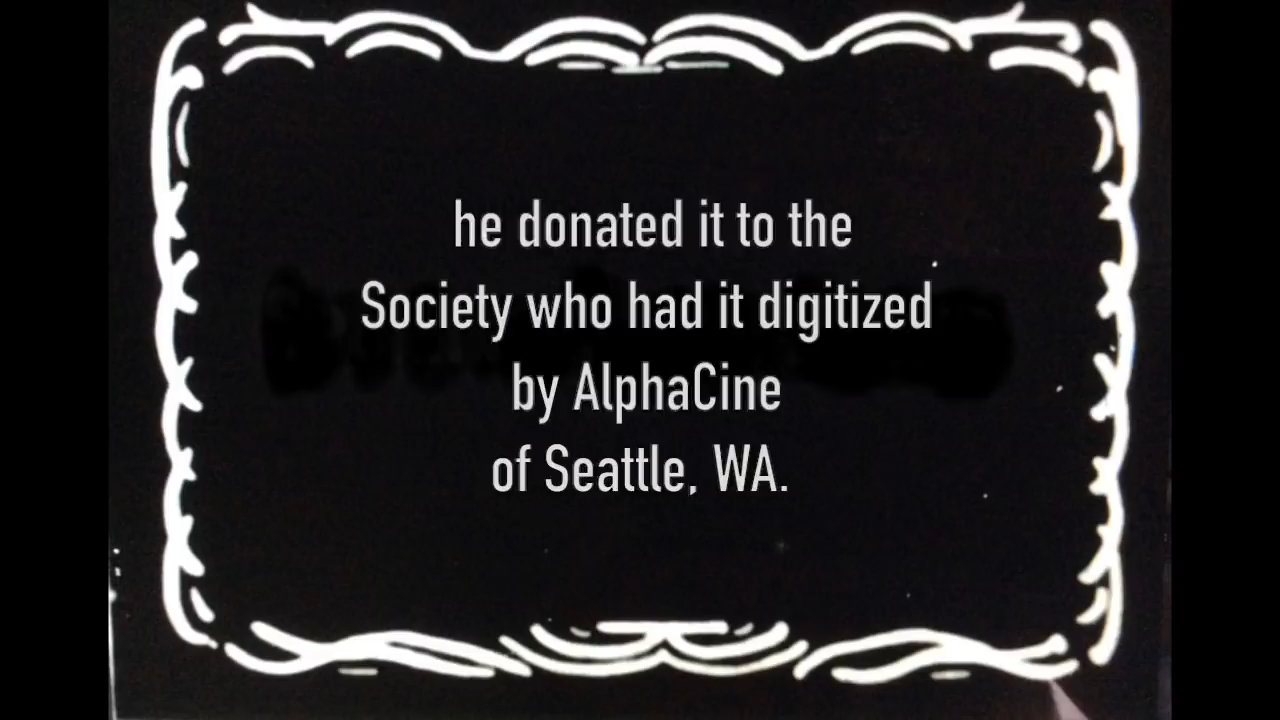 he donated it to the
Society who had it digitized
by AlphaCine
of Seattle, WA.